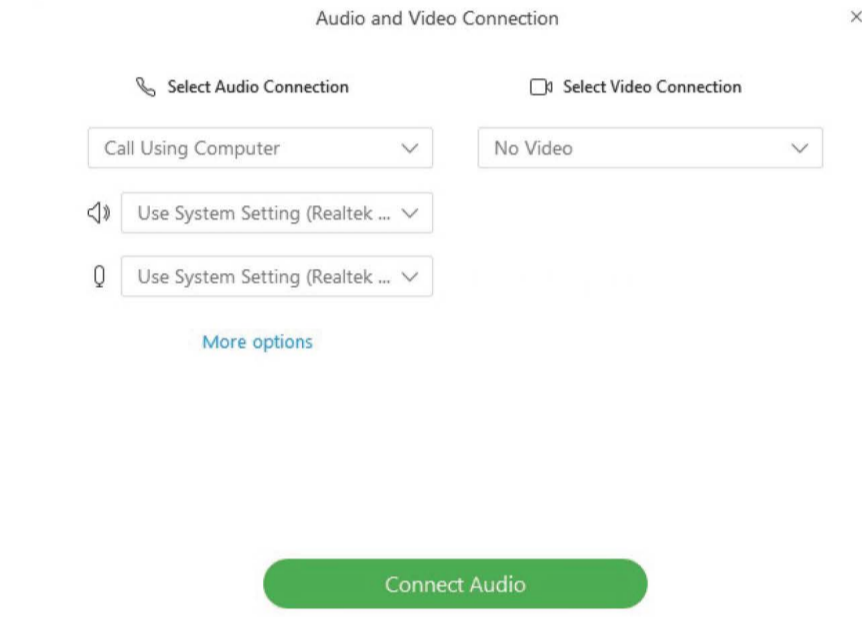 Audio and Video Connection
Select Audio Connection
Select Video Connection
Call Using Computer
No Video
Use System Setting (Realtek ...
Use System Setting (Realtek ...
More options
Connect Audio